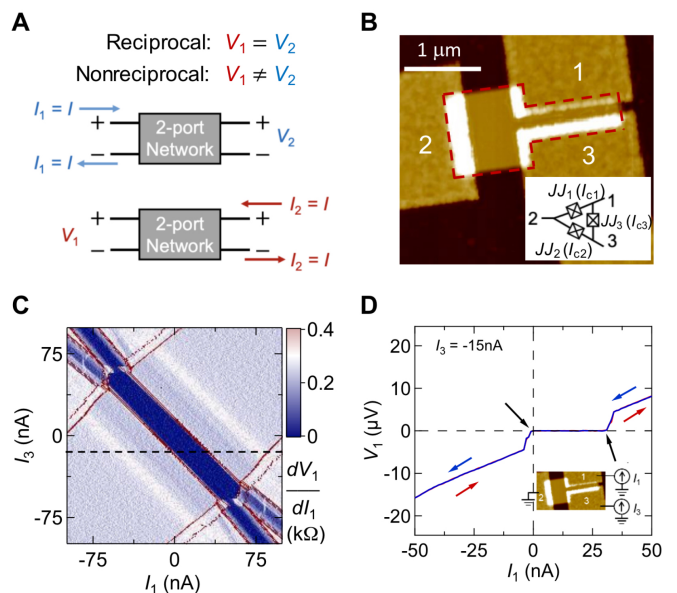 A
Reciprocal: V1 = V2
Nonreciprocal: V1 ≠ V2
I1 = I
+ 2-port + V2
− Network −
I1 = I
I2 = I
+ 2-port +
V1
− Network −
I2 = I
B
1 μm
1
2
3
JJ1 (Ic1) 1
2 JJ3 (Ic3)
3
JJ2 (Ic2)
C
I3 (nA)
75
0
-75
-75 0 75
I1 (nA)
0.4
0.2
0
dV1
dI1
(kΩ)
D
I3 = -15nA
V1 (μV)
20
10
0
-10
-20
-50 -25 0 25 50
I1 (nA)
1 I1
2
3 I3